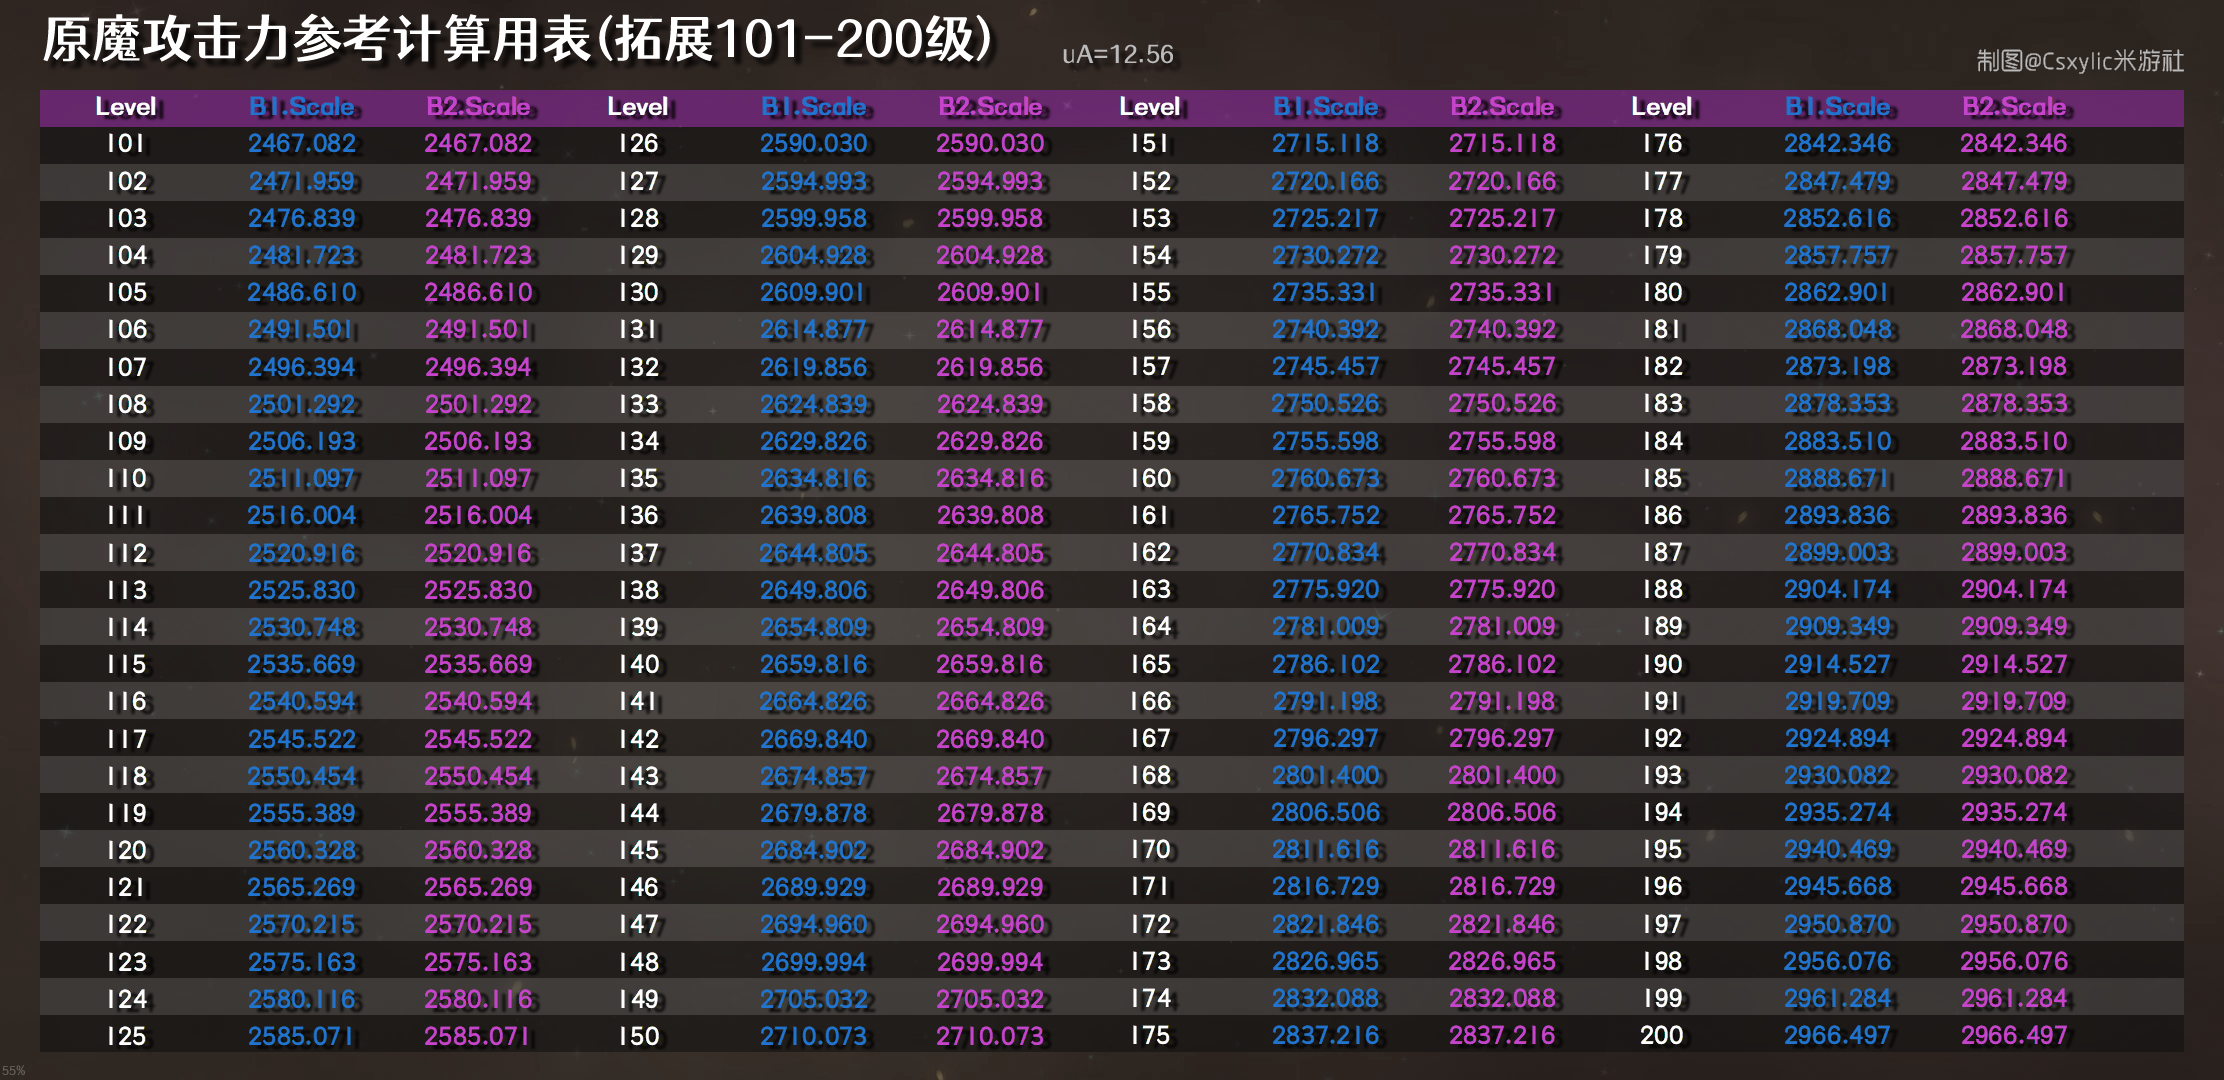 原魔攻击力参考计算用表(拓展101-200级) uA=12.56 制图@Csxylic米游社
Level B1.Scale B2.Scale Level B1.Scale B2.Scale Level B1.Scale B2.Scale Level B1.Scale B2.Scale
101 2467.082 2467.082 126 2590.030 2590.030 151 2715.118 2715.118 176 2842.346 2842.346
102 2471.959 2471.959 127 2594.993 2594.993 152 2720.166 2720.166 177 2847.479 2847.479
103 2476.839 2476.839 128 2599.958 2599.958 153 2725.217 2725.217 178 2852.616 2852.616
104 2481.723 2481.723 129 2604.928 2604.928 154 2730.272 2730.272 179 2857.757 2857.757
105 2486.610 2486.610 130 2609.901 2609.901 155 2735.331 2735.331 180 2862.901 2862.901
106 2491.501 2491.501 131 2614.877 2614.877 156 2740.392 2740.392 181 2868.048 2868.048
107 2496.394 2496.394 132 2619.856 2619.856 157 2745.457 2745.457 182 2873.198 2873.198
108 2501.292 2501.292 133 2624.839 2624.839 158 2750.526 2750.526 183 2878.353 2878.353
109 2506.193 2506.193 134 2629.826 2629.826 159 2755.598 2755.598 184 2883.510 2883.510
110 2511.097 2511.097 135 2634.816 2634.816 160 2760.673 2760.673 185 2888.671 2888.671
111 2516.004 2516.004 136 2639.808 2639.808 161 2765.752 2765.752 186 2893.836 2893.836
112 2520.916 2520.916 137 2644.805 2644.805 162 2770.834 2770.834 187 2899.003 2899.003
113 2525.830 2525.830 138 2649.806 2649.806 163 2775.920 2775.920 188 2904.174 2904.174
114 2530.748 2530.748 139 2654.809 2654.809 164 2781.009 2781.009 189 2909.349 2909.349
115 2535.669 2535.669 140 2659.816 2659.816 165 2786.102 2786.102 190 2914.527 2914.527
116 2540.594 2540.594 141 2664.826 2664.826 166 2791.198 2791.198 191 2919.709 2919.709
117 2545.522 2545.522 142 2669.840 2669.840 167 2796.297 2796.297 192 2924.894 2924.894
118 2550.454 2550.454 143 2674.857 2674.857 168 2801.400 2801.400 193 2930.082 2930.082
119 2555.389 2555.389 144 2679.878 2679.878 169 2806.506 2806.506 194 2935.274 2935.274
120 2560.328 2560.328 145 2684.902 2684.902 170 2811.616 2811.616 195 2940.469 2940.469
121 2565.269 2565.269 146 2689.929 2689.929 171 2816.729 2816.729 196 2945.668 2945.668
122 2570.215 2570.215 147 2694.960 2694.960 172 2821.846 2821.846 197 2950.870 2950.870
123 2575.163 2575.163 148 2699.994 2699.994 173 2826.965 2826.965 198 2956.076 2956.076
124 2580.116 2580.116 149 2705.032 2705.032 174 2832.088 2832.088 199 2961.284 2961.284
125 2585.071 2585.071 150 2710.073 2710.073 175 2837.216 2837.216 200 2966.497 2966.497
55%